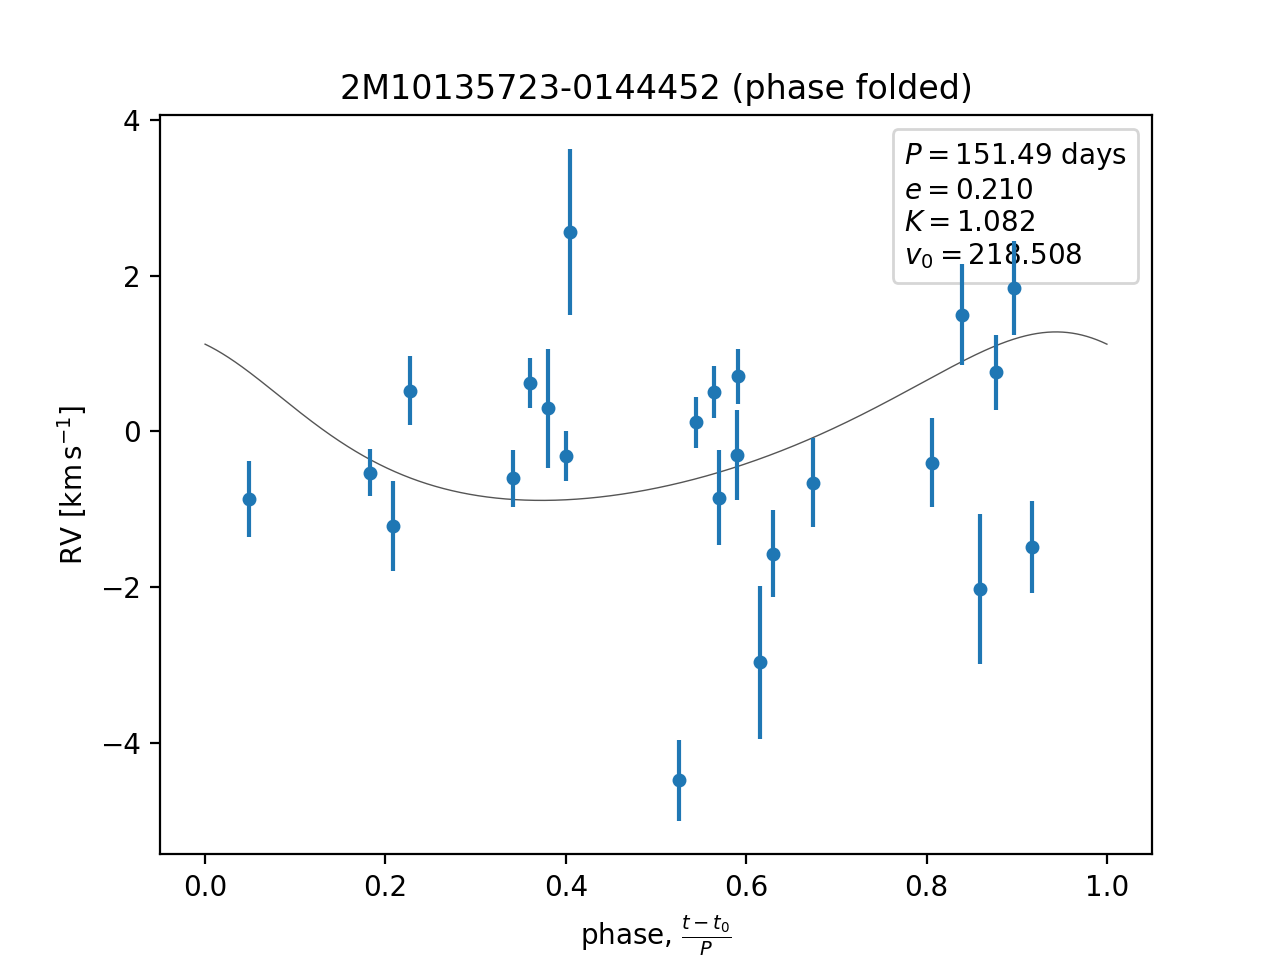 2M10135723-0144452 (phase folded)
P = 151.49 days
e = 0.210
K = 1.082
v₀ = 218.508
RV [km s⁻¹]
4
2
0
−2
−4
0.0 0.2 0.4 0.6 0.8 1.0
phase, (t − t₀)/P